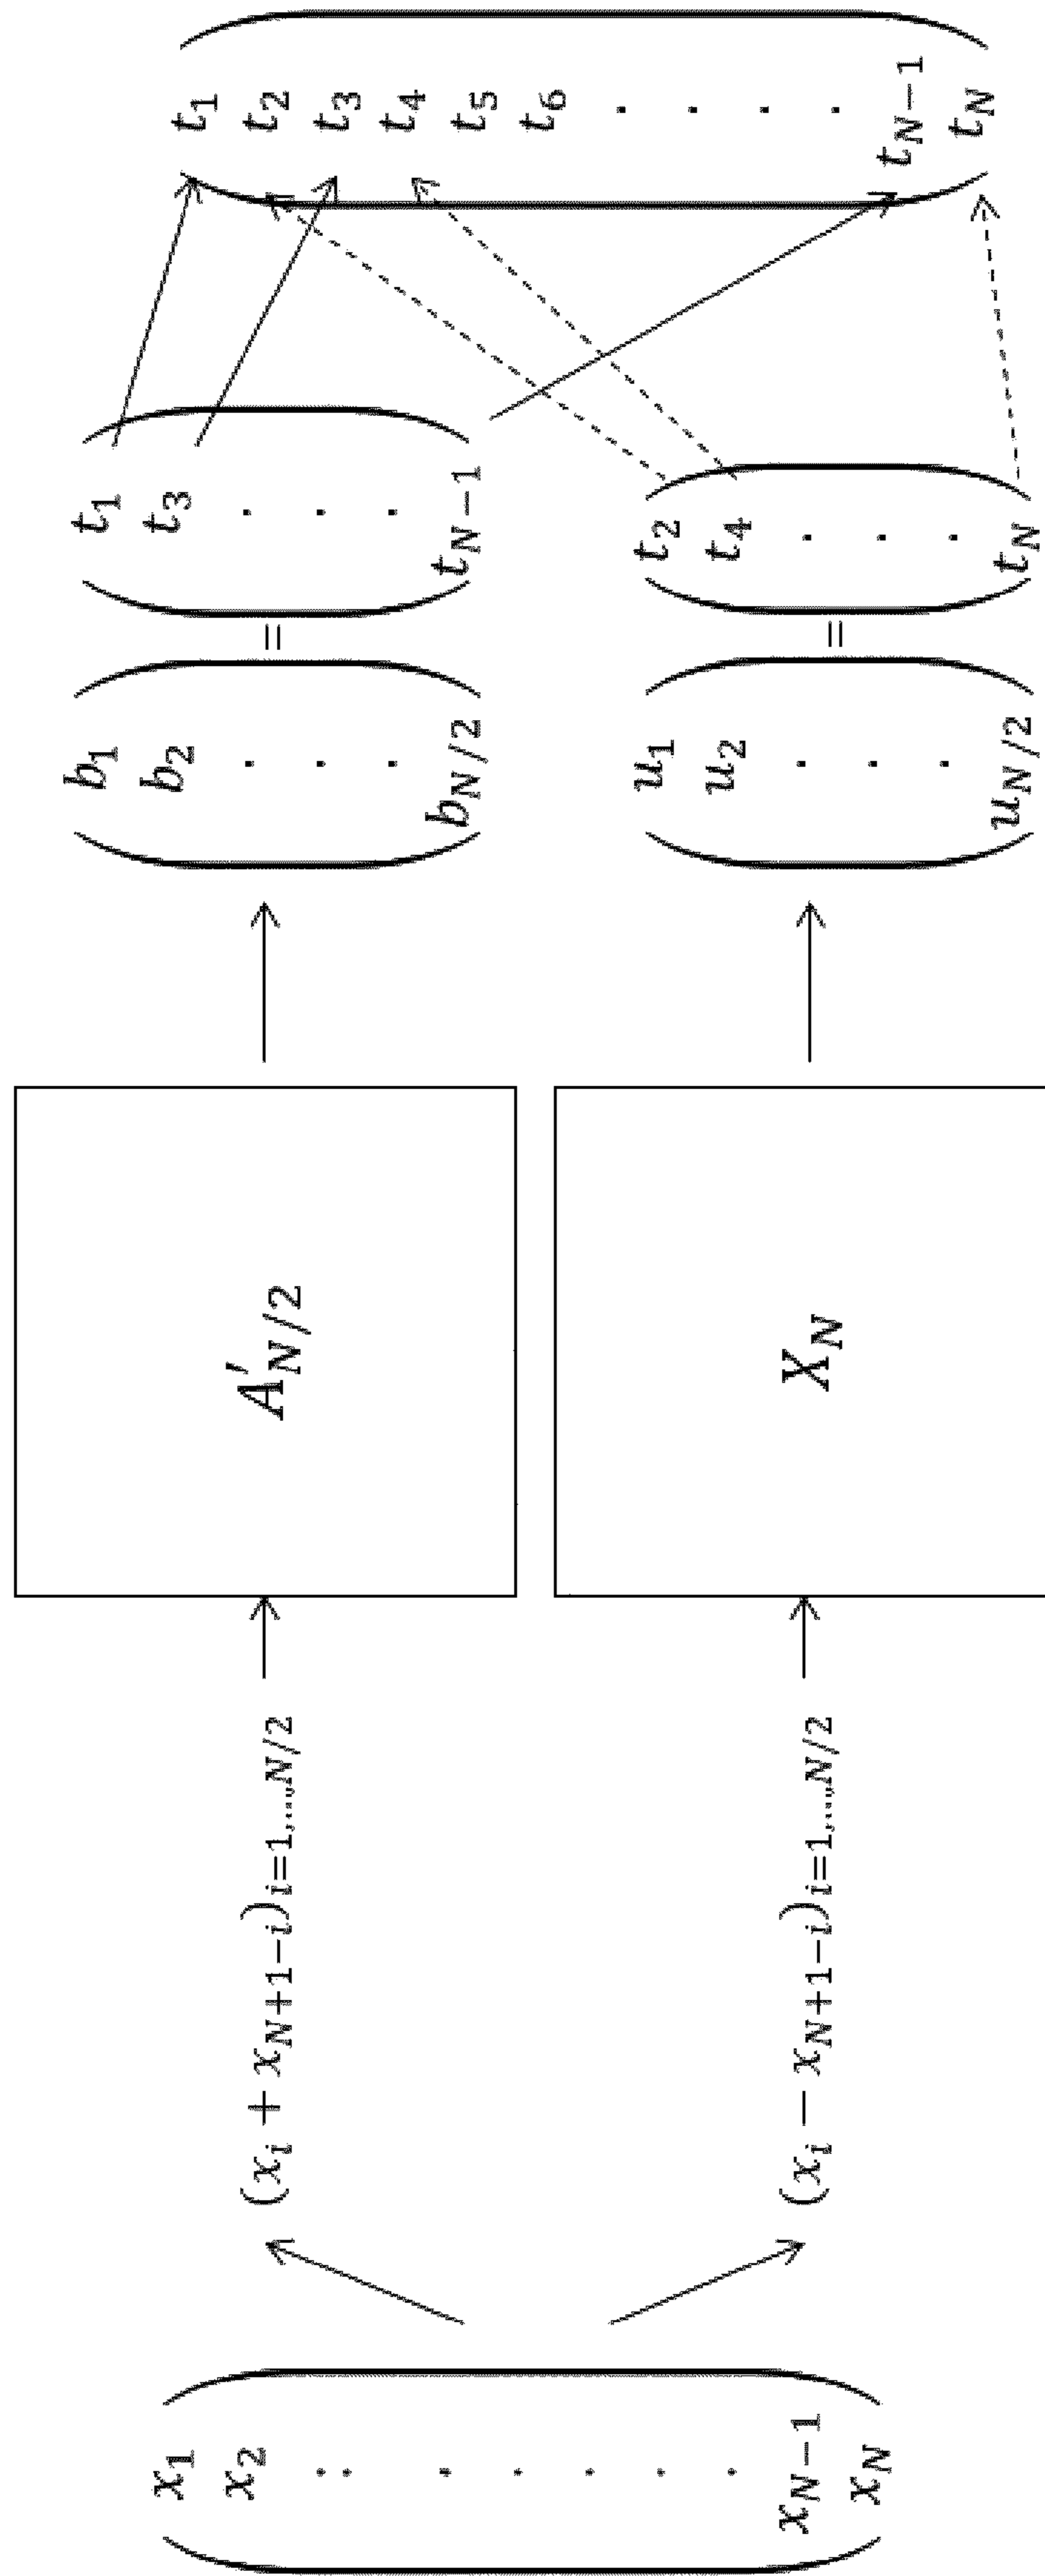 x_1
x_2
:
.
.
.
.
.
x_{N-1}
x_N
(x_i + x_{N+1-i})_{i=1,...,N/2}
(x_i - x_{N+1-i})_{i=1,...,N/2}
A'_{N/2}
X_N
b_1
b_2
.
.
.
b_{N/2}
=
t_1
t_3
.
.
.
t_{N-1}
u_1
u_2
.
.
.
u_{N/2}
=
t_2
t_4
.
.
.
t_N
t_1
t_2
t_3
t_4
t_5
t_6
.
.
.
.
t_{N-1}
t_N